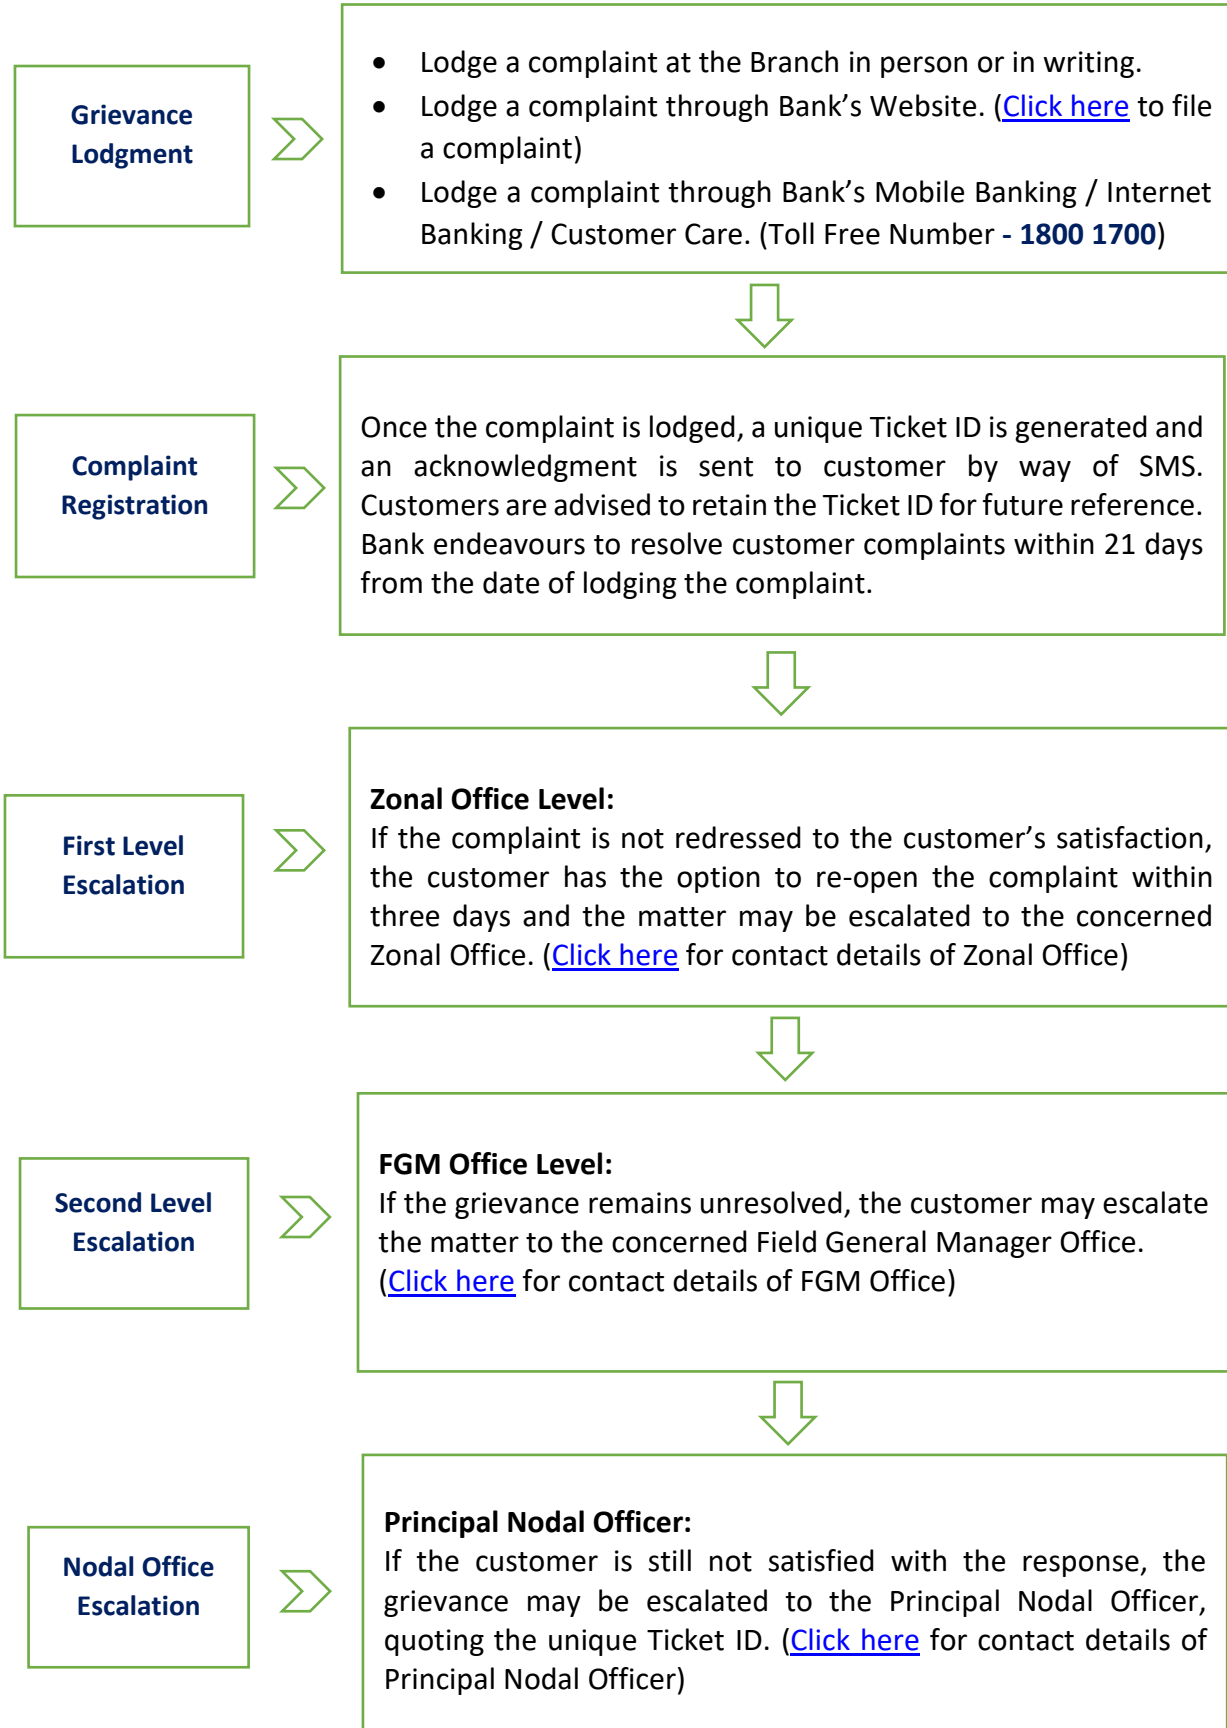 Grievance
Lodgment
• Lodge a complaint at the Branch in person or in writing.
• Lodge a complaint through Bank’s Website. (Click here to file
a complaint)
• Lodge a complaint through Bank’s Mobile Banking / Internet
Banking / Customer Care. (Toll Free Number - 1800 1700)
Complaint
Registration
Once the complaint is lodged, a unique Ticket ID is generated and
an acknowledgment is sent to customer by way of SMS.
Customers are advised to retain the Ticket ID for future reference.
Bank endeavours to resolve customer complaints within 21 days
from the date of lodging the complaint.
First Level
Escalation
Zonal Office Level:
If the complaint is not redressed to the customer’s satisfaction,
the customer has the option to re-open the complaint within
three days and the matter may be escalated to the concerned
Zonal Office. (Click here for contact details of Zonal Office)
Second Level
Escalation
FGM Office Level:
If the grievance remains unresolved, the customer may escalate
the matter to the concerned Field General Manager Office.
(Click here for contact details of FGM Office)
Nodal Office
Escalation
Principal Nodal Officer:
If the customer is still not satisfied with the response, the
grievance may be escalated to the Principal Nodal Officer,
quoting the unique Ticket ID. (Click here for contact details of
Principal Nodal Officer)